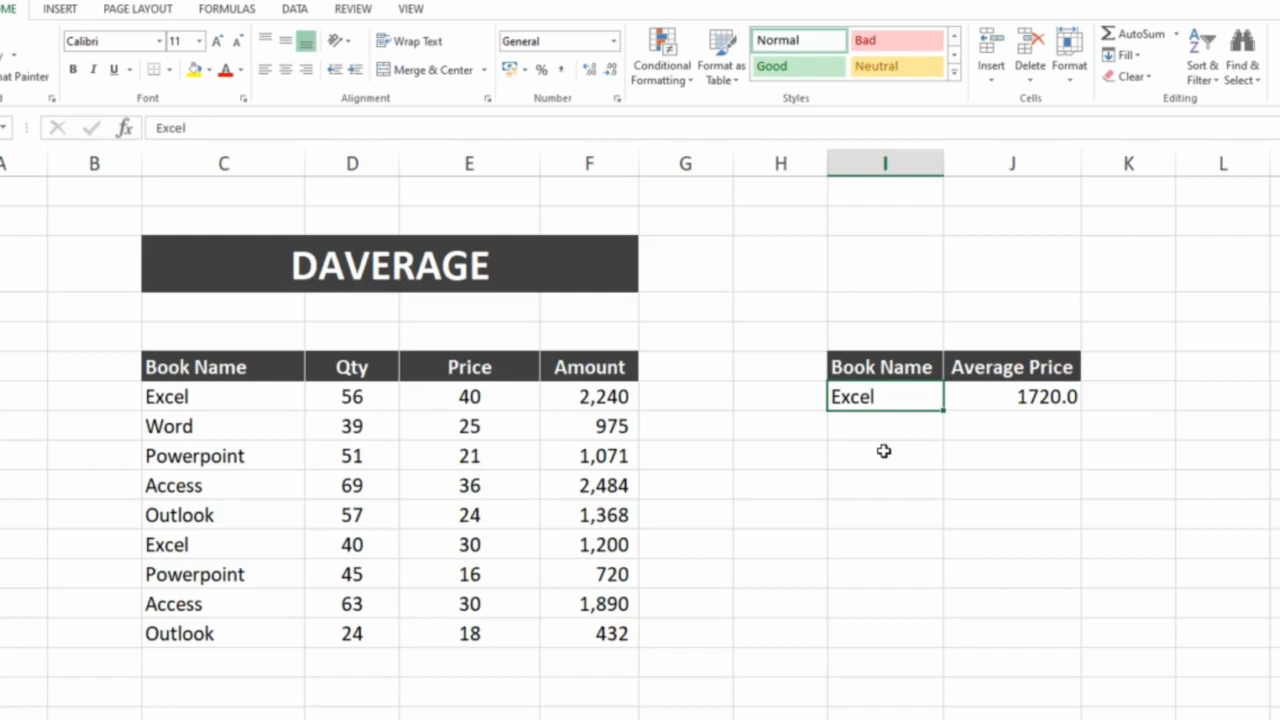 OME INSERT PAGE LAYOUT FORMULAS DATA REVIEW VIEW
Calibri 11 A A Wrap Text General Normal Bad AutoSum
at Painter B I U A Merge & Center % , .0 .00 .00 .0 Conditional Formatting Format as Table Good Neutral Insert Delete Format Fill Clear Sort & Filter Find & Select
Font Alignment Number Styles Cells Editing
fx Excel
A B C D E F G H I J K L
DAVERAGE
Book Name Qty Price Amount Book Name Average Price
Excel 56 40 2,240 Excel 1720.0
Word 39 25 975
Powerpoint 51 21 1,071
Access 69 36 2,484
Outlook 57 24 1,368
Excel 40 30 1,200
Powerpoint 45 16 720
Access 63 30 1,890
Outlook 24 18 432